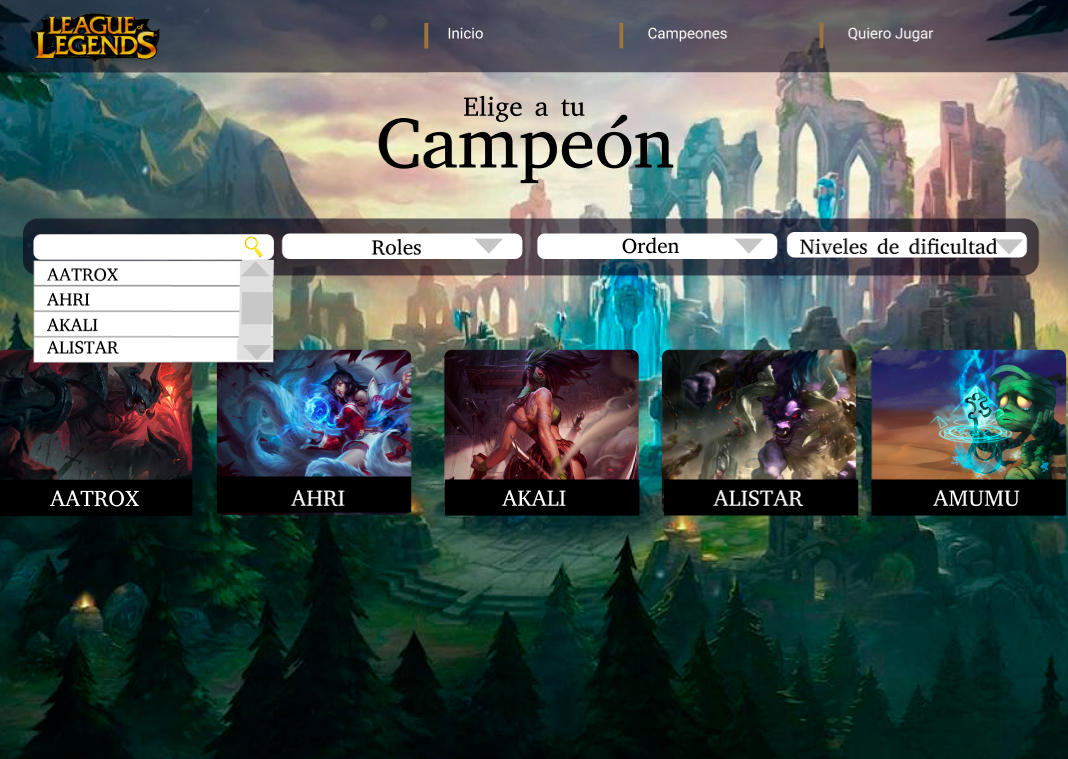 LEAGUE of
LEGENDS
Inicio
Campeones
Quiero Jugar
Elige a tu
Campeón
Roles
Orden
Niveles de dificultad
AATROX
AHRI
AKALI
ALISTAR
AATROX
AHRI
AKALI
ALISTAR
AMUMU